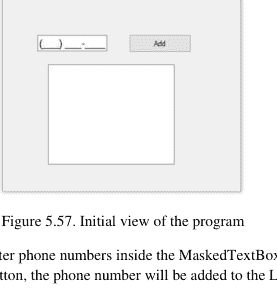 (___) ___-____
Add
Figure 5.57. Initial view of the program
ter phone numbers inside the MaskedTextBox
tton, the phone number will be added to the L